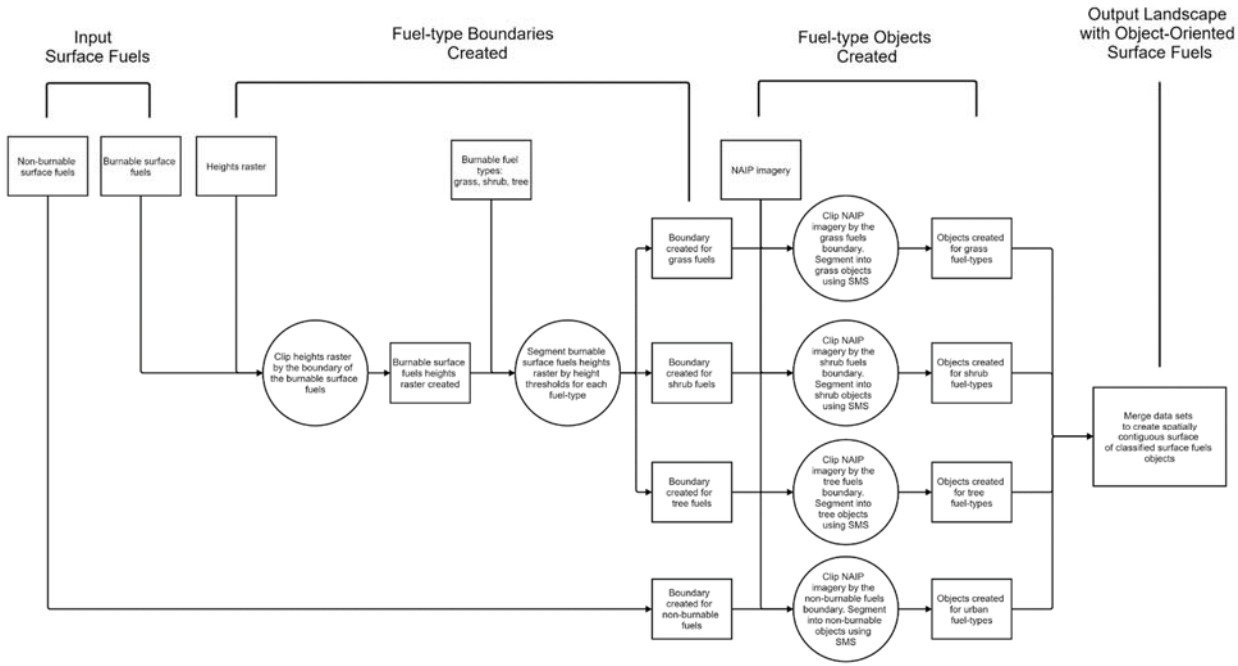 Input
Surface Fuels
Fuel-type Boundaries
Created
Fuel-type Objects
Created
Output Landscape
with Object-Oriented
Surface Fuels
Non-burnable
surface fuels
Burnable surface
fuels
Heights raster
Burnable fuel
types:
grass, shrub, tree
NAIP imagery
Boundary
created for
grass fuels
Clip NAIP
imagery by the
grass fuels
boundary.
Segment into
grass objects
using SMS
Objects created
for grass
fuel-types
Clip heights raster
by the boundary of
the burnable surface
fuels
Burnable surface
fuels heights
raster created
Segment burnable
surface fuels heights
raster by height
thresholds for each
fuel-type
Boundary
created for
shrub fuels
Clip NAIP
imagery by the
shrub fuels
boundary.
Segment into
shrub objects
using SMS
Objects created
for shrub
fuel-types
Merge data sets
to create spatially
contiguous surface
of classified surface fuels
objects
Boundary
created for
tree fuels
Clip NAIP
imagery by the
tree fuels
boundary.
Segment into
tree objects
using SMS
Objects created
for tree
fuel-types
Boundary
created for
non-burnable
fuels
Clip NAIP
imagery by the
non-burnable fuels
boundary. Segment
into non-burnable
objects using
SMS
Objects created
for urban
fuel-types